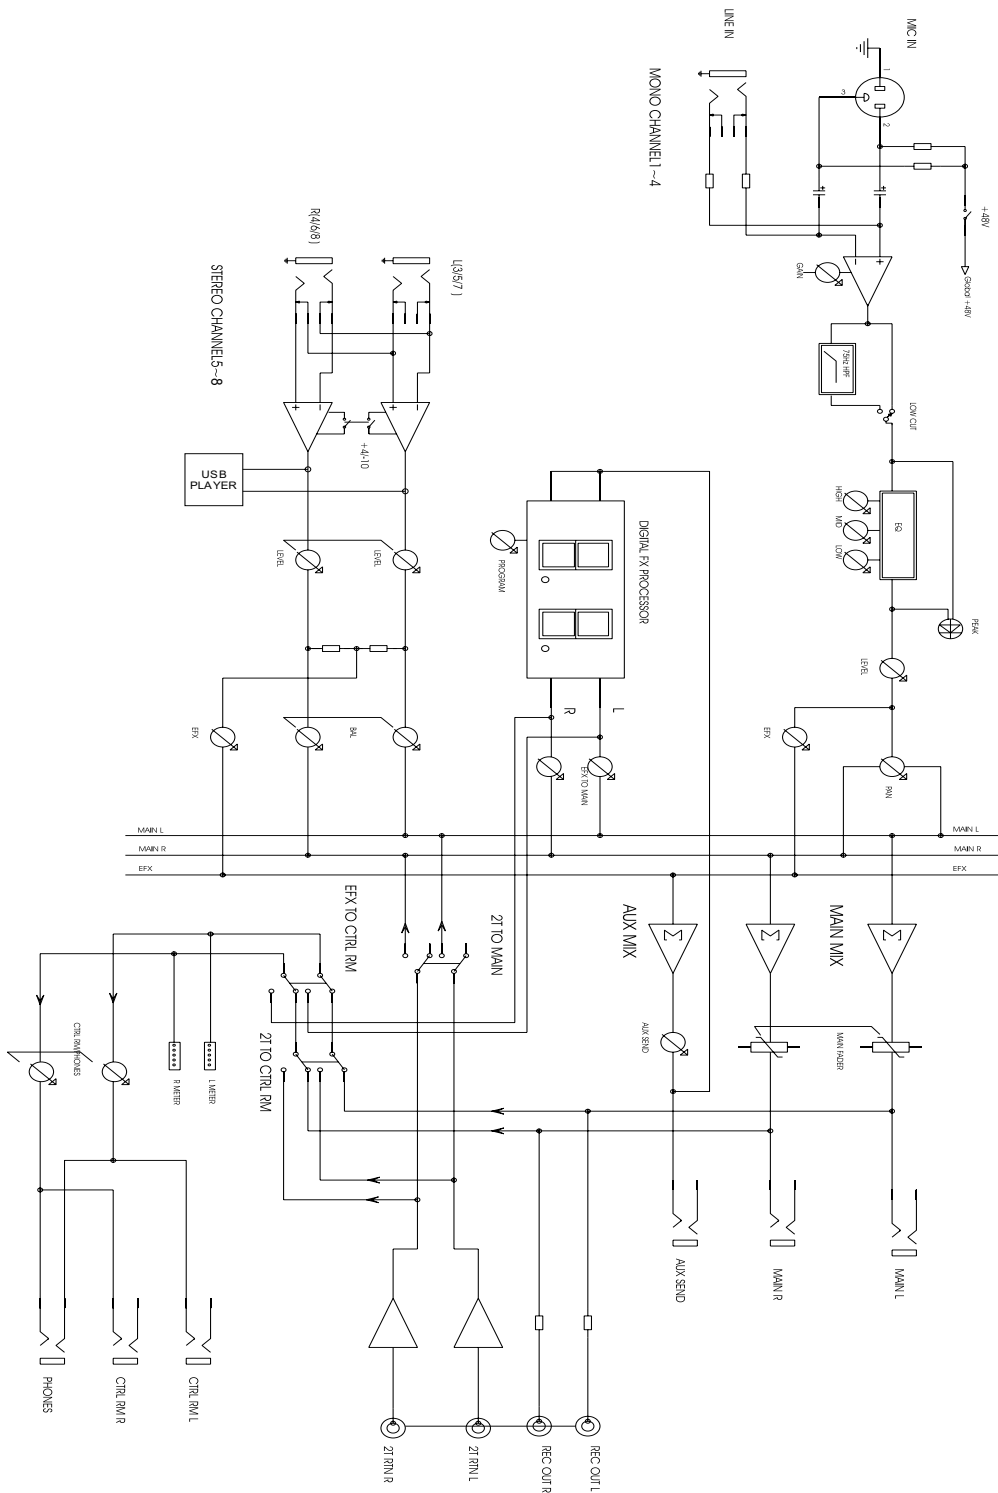 LINE IN
MIC IN
1
3
2
MONO CHANNEL1~4
+48V
Global +48V
GAIN
75Hz HPF
LOW CUT
HIGH
MID
LOW
EQ
PEAK
LEVEL
EFX
PAN
R(4/6/8)
L(3/5/7)
STEREO CHANNEL5~8
+4/-10
USB
PLAYER
LEVEL
LEVEL
EFX
BAL
DIGITAL FX PROCESSOR
PROGRAM
R
L
EFX TO MAIN
MAIN L
MAIN L
MAIN R
MAIN R
EFX
EFX
EFX TO CTRL RM
2T TO MAIN
AUX MIX
MAIN MIX
CTRL RM/PHONES
R METER
L METER
2T TO CTRL RM
AUX SEND
MAIN FADER
PHONES
CTRL RM R
CTRL RM L
AUX SEND
MAIN R
MAIN L
2T RTN R
2T RTN L
REC OUT R
REC OUT L